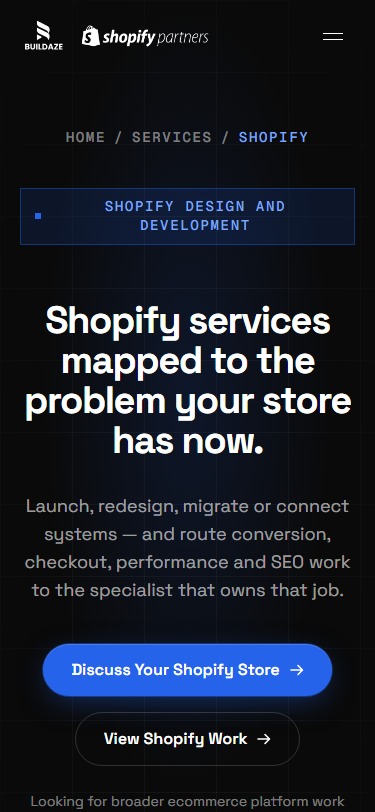 BUILDAZE
shopify partners
HOME / SERVICES / SHOPIFY
SHOPIFY DESIGN AND
DEVELOPMENT
Shopify services
mapped to the
problem your store
has now.
Launch, redesign, migrate or connect
systems — and route conversion,
checkout, performance and SEO work
to the specialist that owns that job.
Discuss Your Shopify Store →
View Shopify Work →
Looking for broader ecommerce platform work